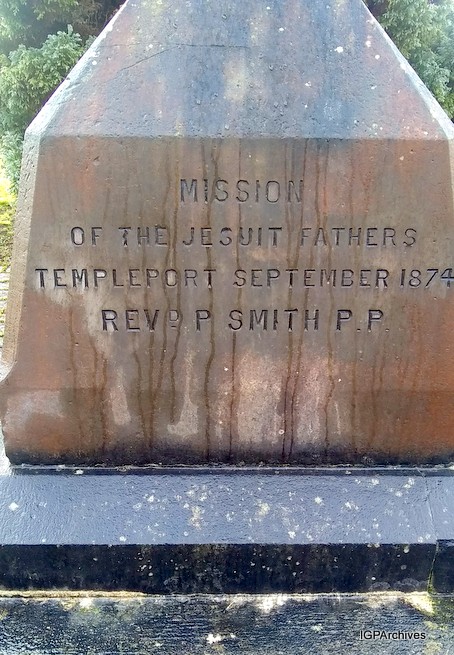 MISSION
OF THE JESUIT FATHERS
TEMPLEPORT SEPTEMBER 1874
REVD P SMITH P.P.
IGPArchives